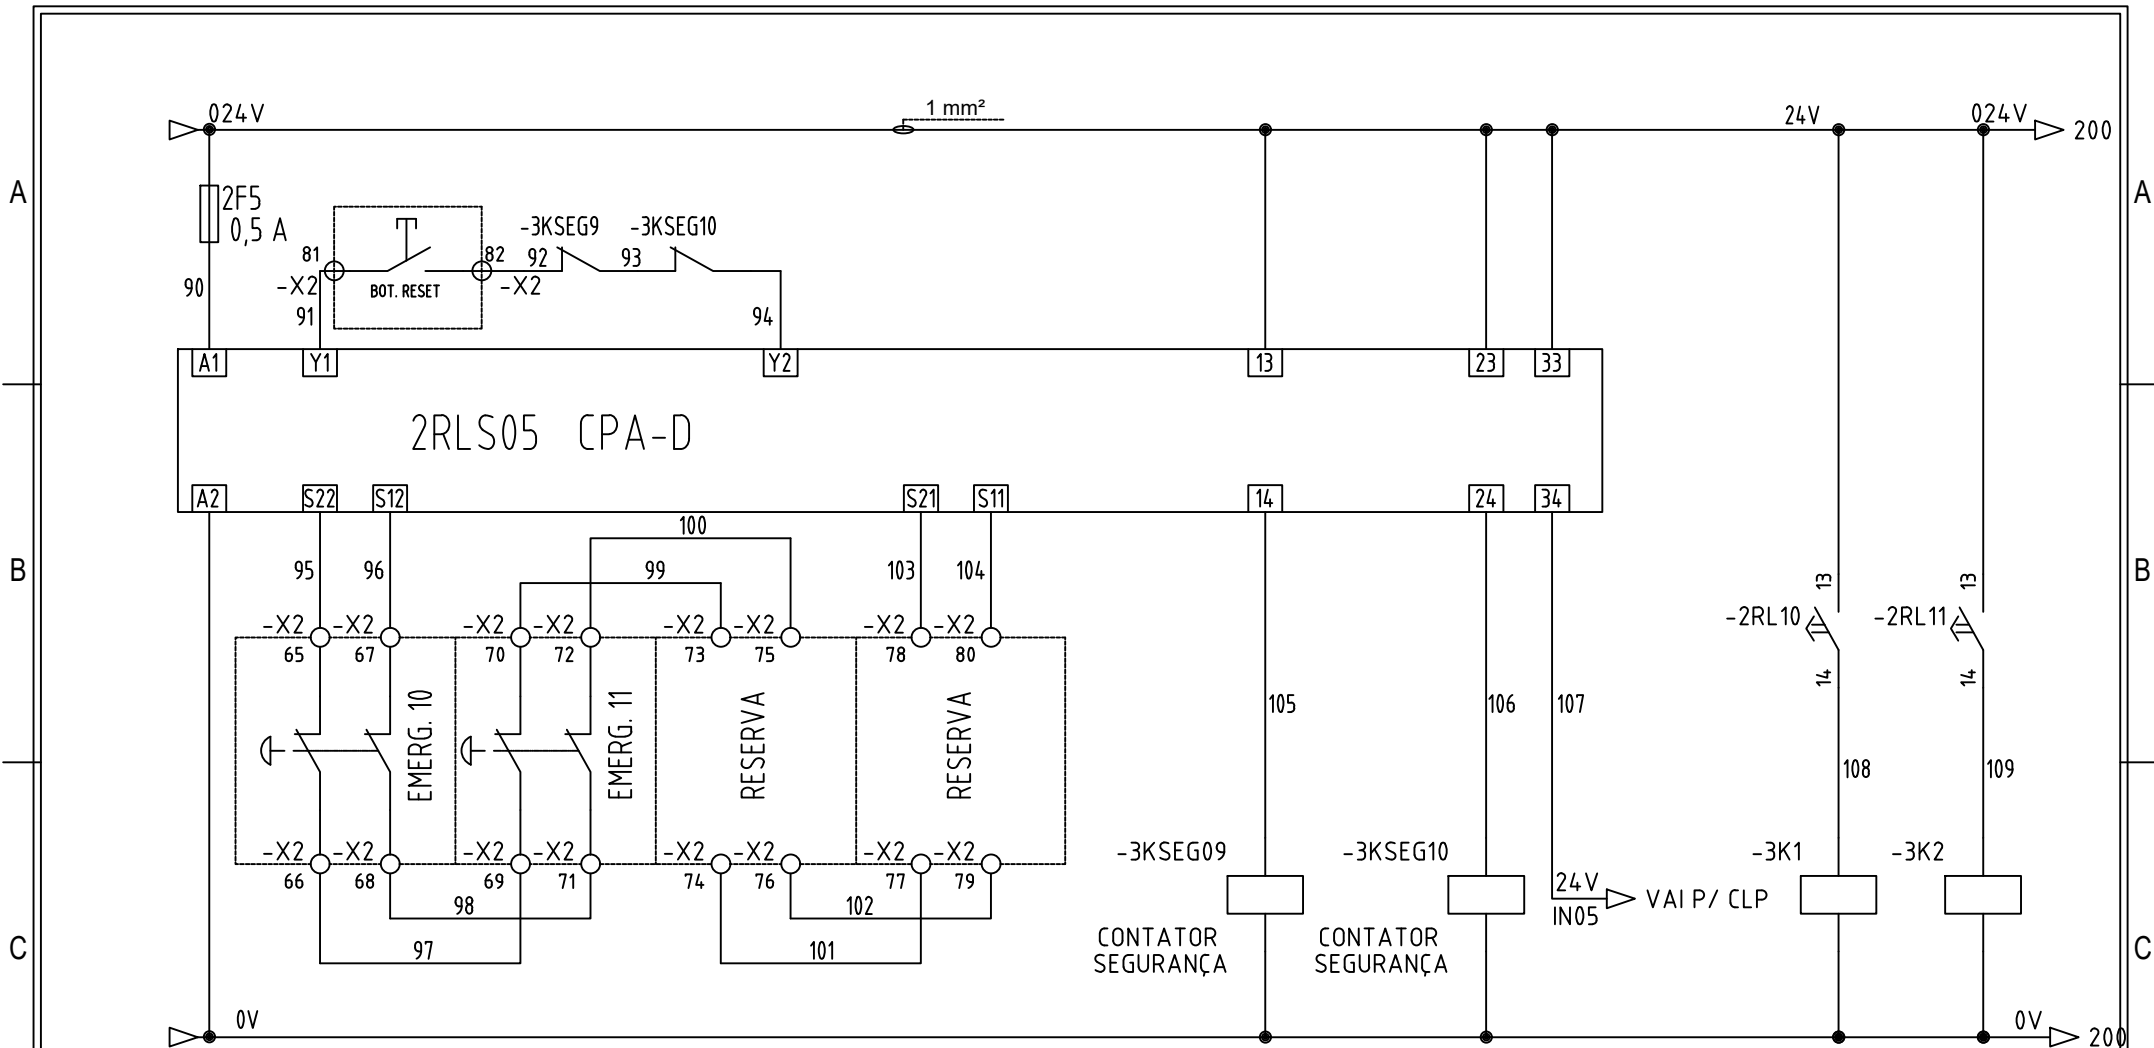 1 mm²
024V
24V
024V
200
A
A
2F5
0,5 A
-3KSEG9
-3KSEG10
81
82
92
93
90
-X2
BOT. RESET
-X2
91
94
A1
Y1
Y2
13
23
33
2RLS05 CPA-D
A2
S22
S12
S21
S11
14
24
34
100
B
95
96
99
103
104
B
13
13
-X2
-X2
-X2
-X2
-X2
-X2
-X2
-X2
-2RL10
-2RL11
65
67
70
72
73
75
78
80
14
14
EMERG. 10
EMERG. 11
RESERVA
RESERVA
105
106
107
108
109
-X2
-X2
-X2
-X2
-X2
-X2
-X2
-X2
-3KSEG09
-3KSEG10
-3K1
-3K2
66
68
69
71
74
76
77
79
24V
VAI P/ CLP
IN05
98
102
97
101
CONTATOR
SEGURANÇA
CONTATOR
SEGURANÇA
C
C
0V
0V
200